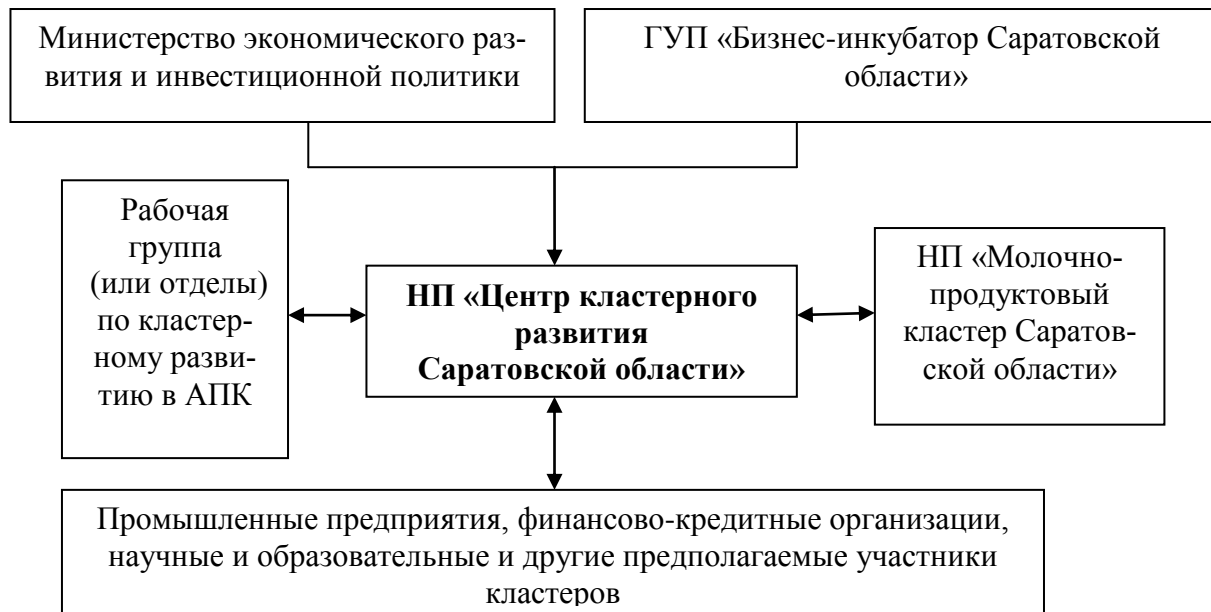 Министерство экономического раз-
вития и инвестиционной политики
ГУП «Бизнес-инкубатор Саратовской
области»
Рабочая
группа
(или отделы)
по кластер-
ному разви-
тию в АПК
НП «Центр кластерного
развития
Саратовской области»
НП «Молочно-
продуктовый
кластер Саратов-
ской области»
Промышленные предприятия, финансово-кредитные организации,
научные и образовательные и другие предполагаемые участники
кластеров